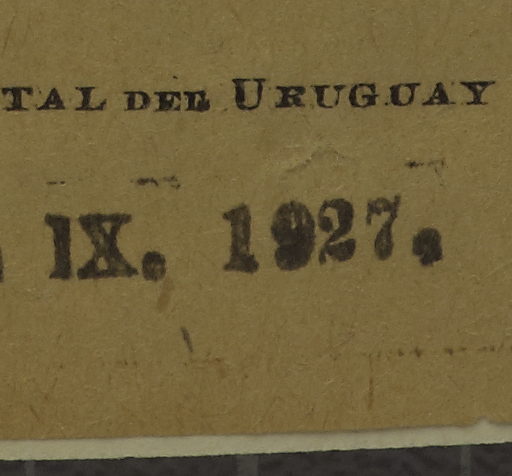 TAL DEL URUGUAY
IX. 1927.